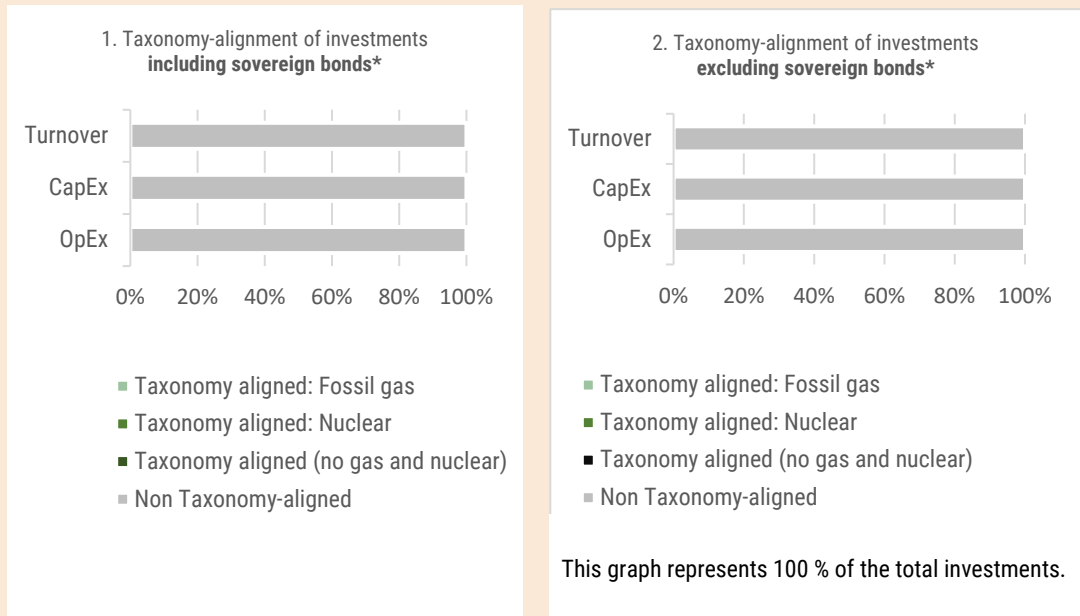 1. Taxonomy-alignment of investments
including sovereign bonds*
Turnover
CapEx
OpEx
0% 20% 40% 60% 80% 100%
Taxonomy aligned: Fossil gas
Taxonomy aligned: Nuclear
Taxonomy aligned (no gas and nuclear)
Non Taxonomy-aligned
2. Taxonomy-alignment of investments
excluding sovereign bonds*
Turnover
CapEx
OpEx
0% 20% 40% 60% 80% 100%
Taxonomy aligned: Fossil gas
Taxonomy aligned: Nuclear
Taxonomy aligned (no gas and nuclear)
Non Taxonomy-aligned
This graph represents 100 % of the total investments.